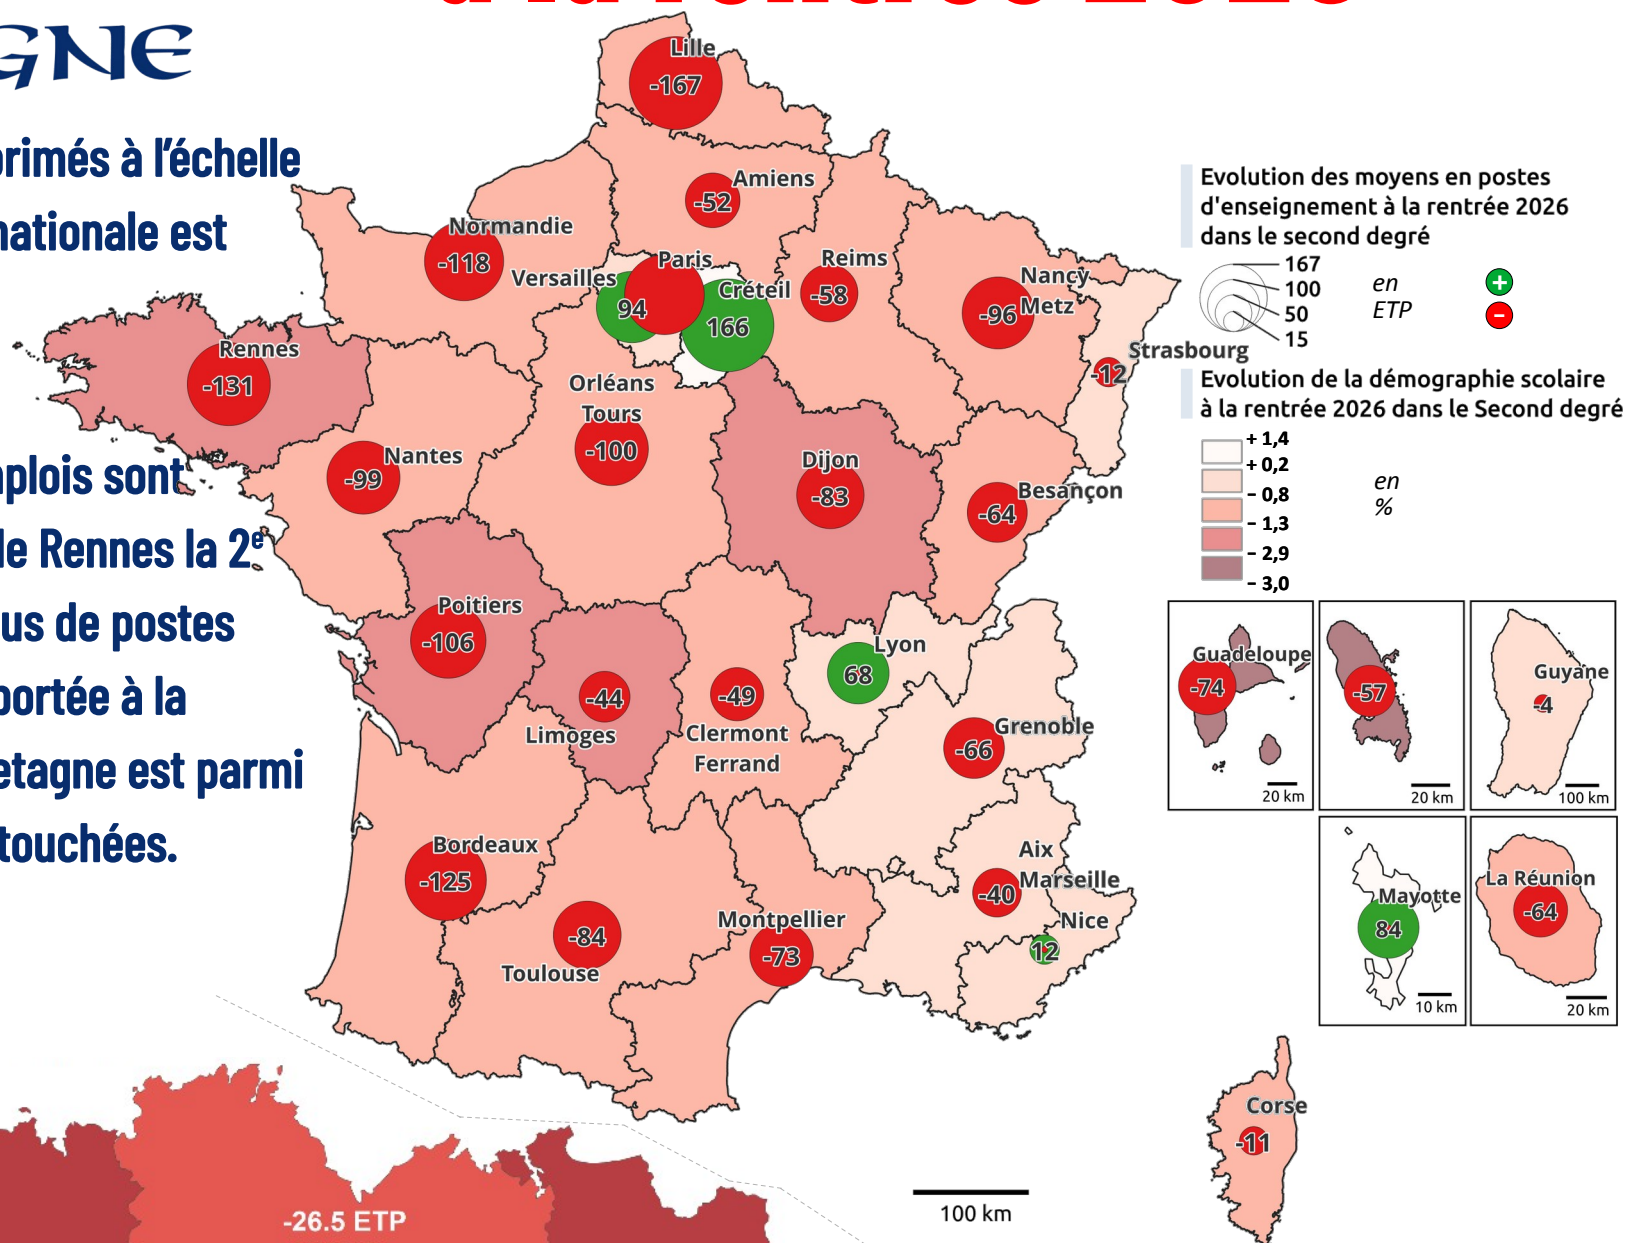 GNE
primés à l'échelle
nationale est
mplois sont
de Rennes la 2e
us de postes
portée à la
etagne est parmi
touchées.
Lille
-167
Amiens
-52
Normandie
-118
Versailles
94
Paris
Créteil
166
Reims
-58
Nancy
Metz
-96
Strasbourg
-12
Rennes
-131
Orléans
Tours
-100
Nantes
-99
Dijon
-83
Besançon
-64
Poitiers
-106
-44
Limoges
-49
Clermont
Ferrand
Lyon
68
Grenoble
-66
Bordeaux
-125
Aix
Marseille
-40
Nice
12
-84
Toulouse
Montpellier
-73
Evolution des moyens en postes
d'enseignement à la rentrée 2026
dans le second degré
167
100
50
15
en
ETP
+
-
Evolution de la démographie scolaire
à la rentrée 2026 dans le Second degré
+ 1,4
+ 0,2
- 0,8
- 1,3
- 2,9
- 3,0
en
%
Guadeloupe
-74
20 km
-57
20 km
Guyane
-4
100 km
Mayotte
84
10 km
La Réunion
-64
20 km
Corse
-11
100 km
-26.5 ETP